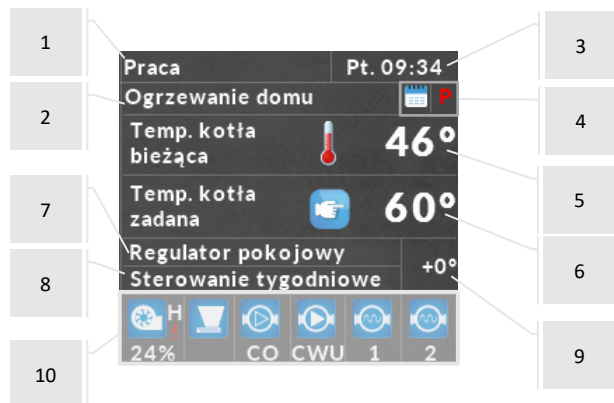 1
2
3
4
5
6
7
8
9
10
Praca Pt. 09:34
Ogrzewanie domu P
Temp. kotła
bieżąca
46°
Temp. kotła
zadana
60°
Regulator pokojowy
Sterowanie tygodniowe
+0°
H
24% CO CWU 1 2